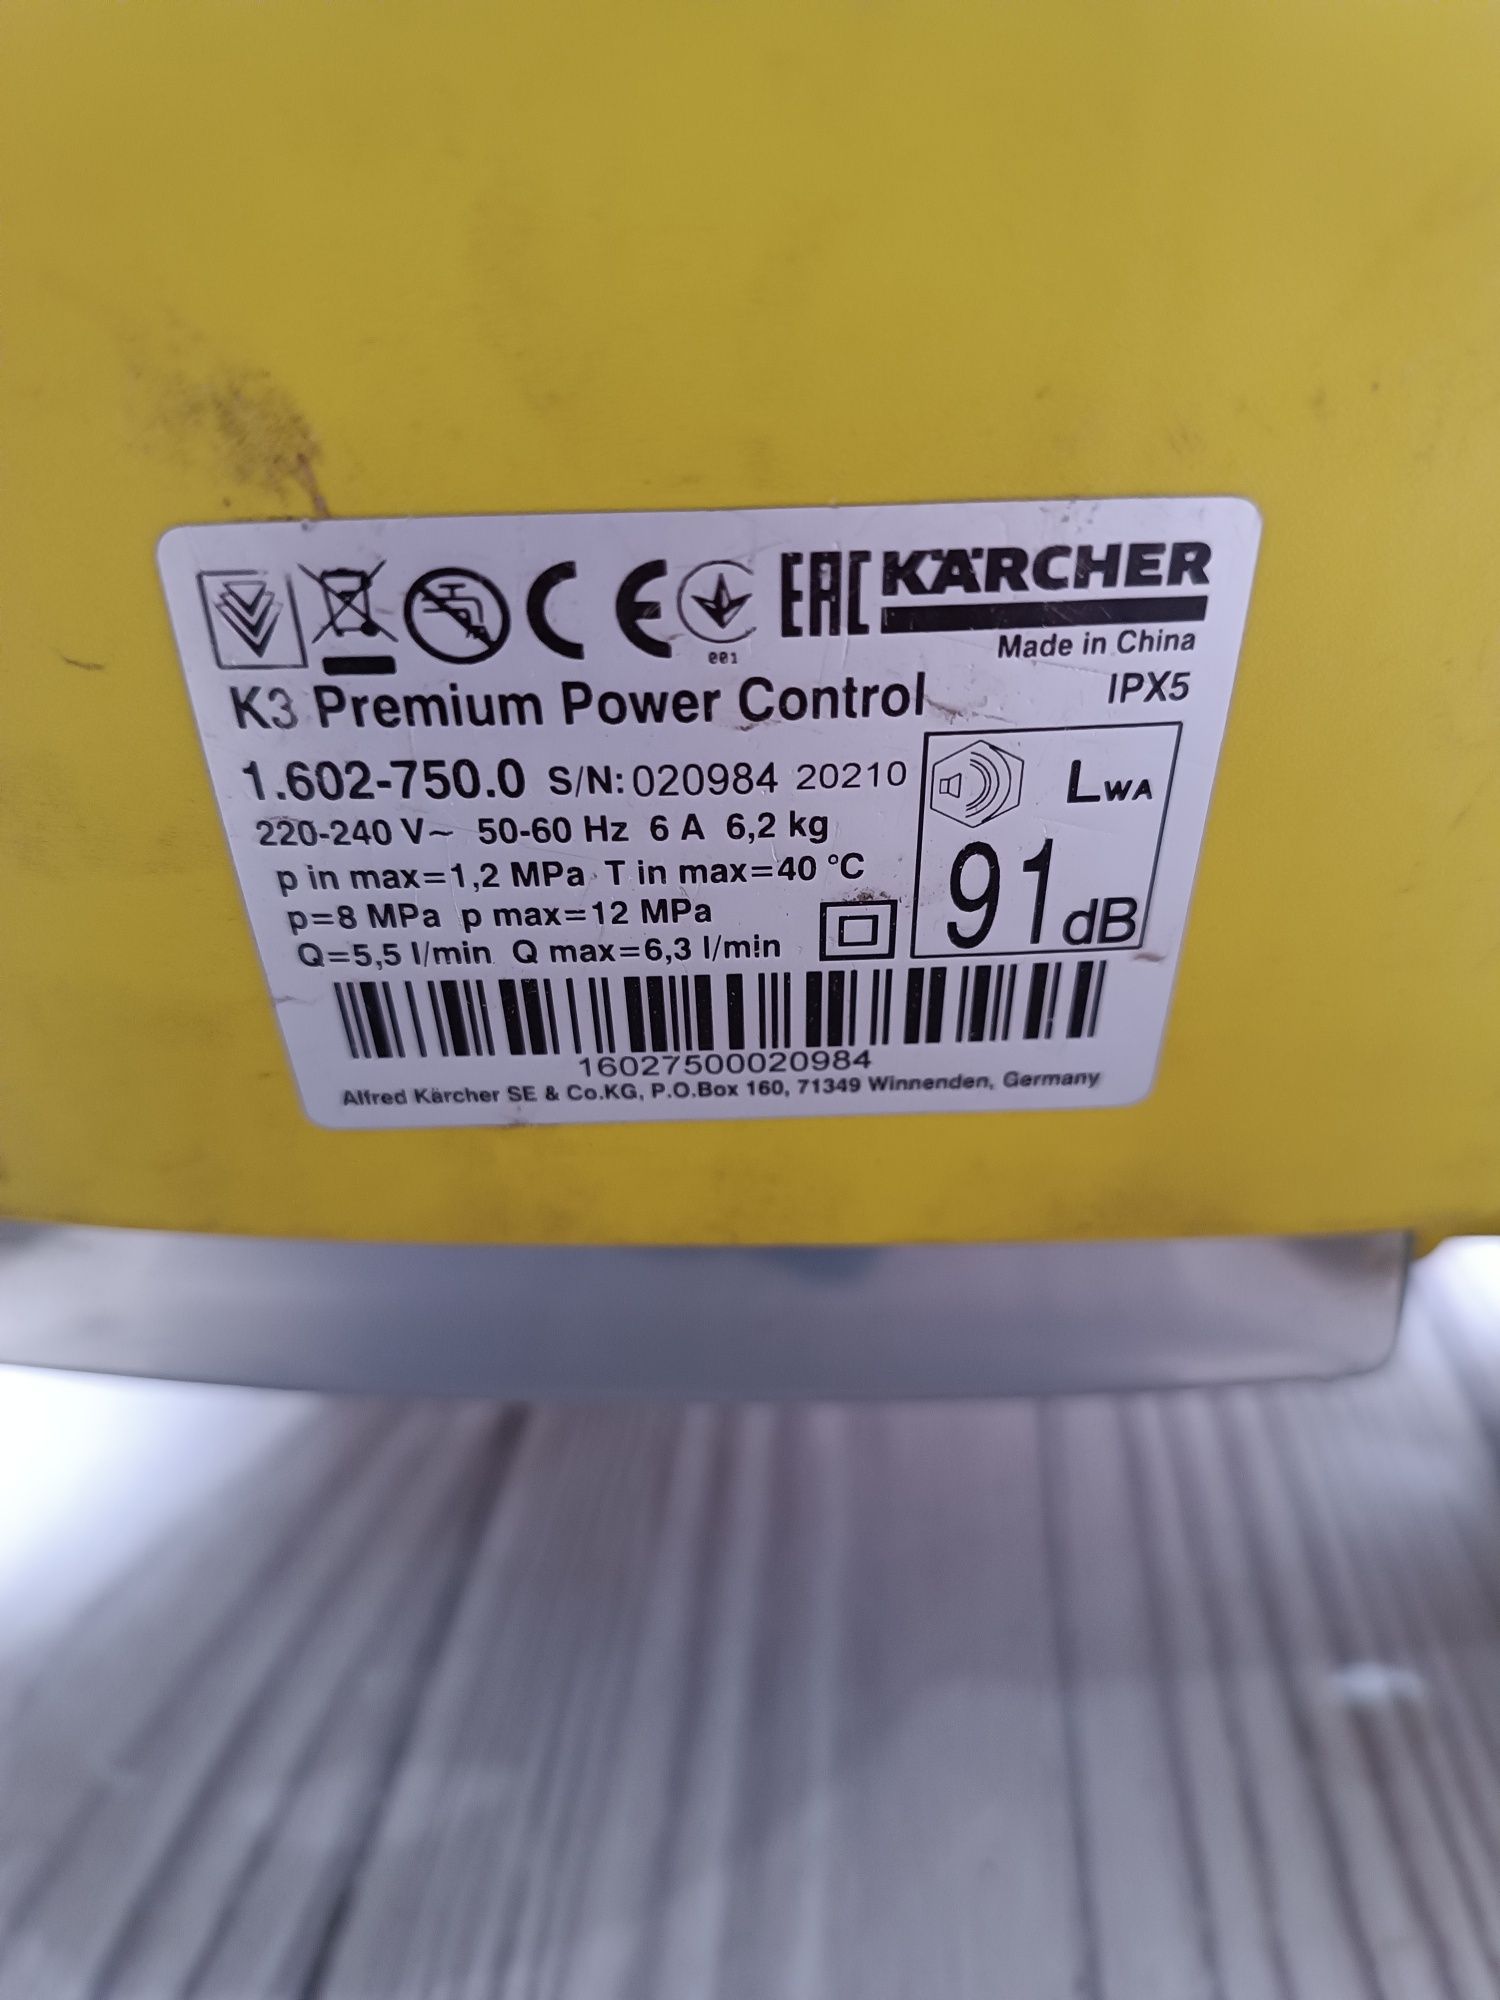 CE 001 EAC KÄRCHER
Made in China
K3 Premium Power Control IPX5
1.602-750.0 S/N: 020984 20210
220-240 V~ 50-60 Hz 6 A 6,2 kg
LWA
p in max=1,2 MPa T in max=40 °C
p=8 MPa p max=12 MPa
91 dB
Q=5,5 l/min Q max=6,3 l/min
16027500020984
Alfred Kärcher SE & Co.KG, P.O.Box 160, 71349 Winnenden, Germany